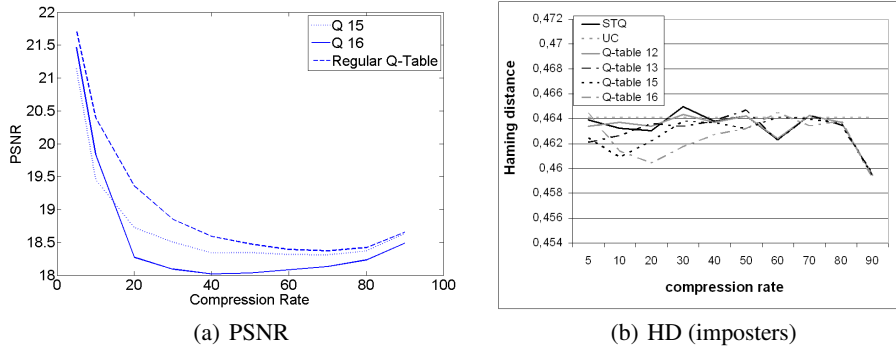 22
21.5
21
20.5
20
19.5
19
18.5
18
0 20 40 60 80 100
PSNR
Compression Rate
Q 15
Q 16
Regular Q-Table
(a) PSNR
0,472
0,47
0,468
0,466
0,464
0,462
0,46
0,458
0,456
0,454
5 10 20 30 40 50 60 70 80 90
Haming distance
compression rate
STQ
UC
Q-table 12
Q-table 13
Q-table 15
Q-table 16
(b) HD (imposters)